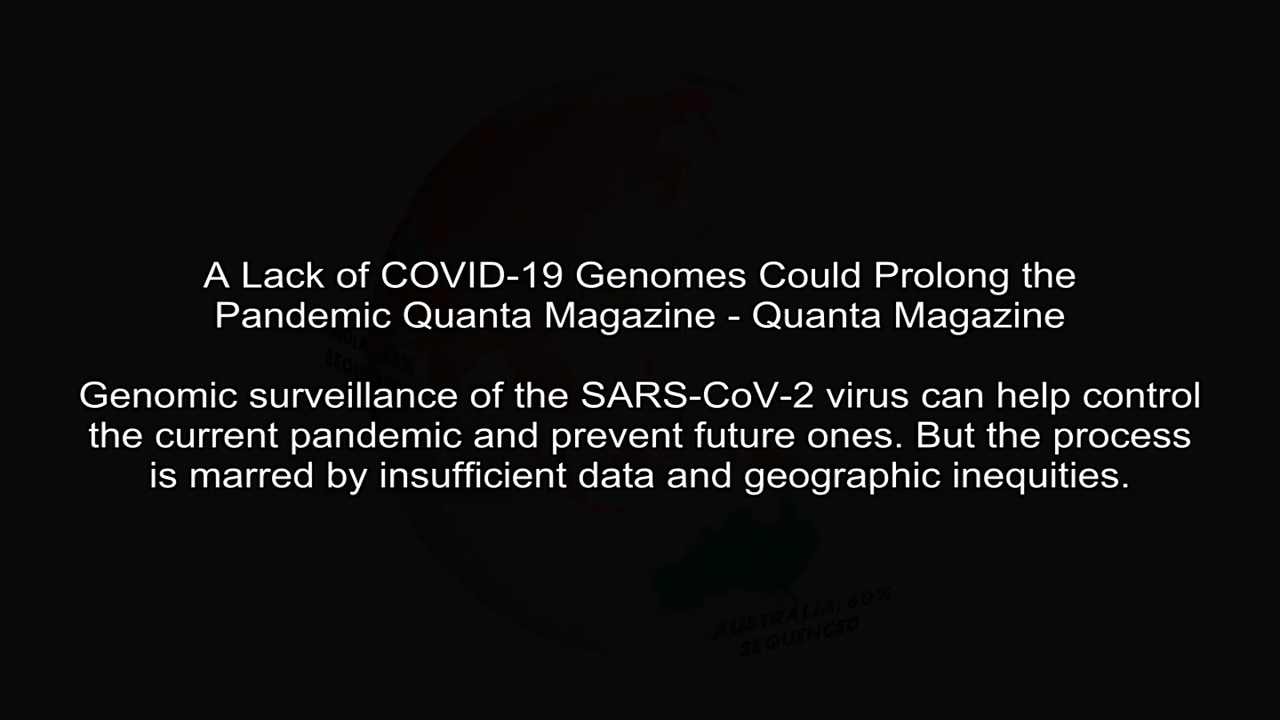 A Lack of COVID-19 Genomes Could Prolong the
Pandemic Quanta Magazine - Quanta Magazine
Genomic surveillance of the SARS-CoV-2 virus can help control
the current pandemic and prevent future ones. But the process
is marred by insufficient data and geographic inequities.
AUSTRALIA: 60%
SEQUENCED